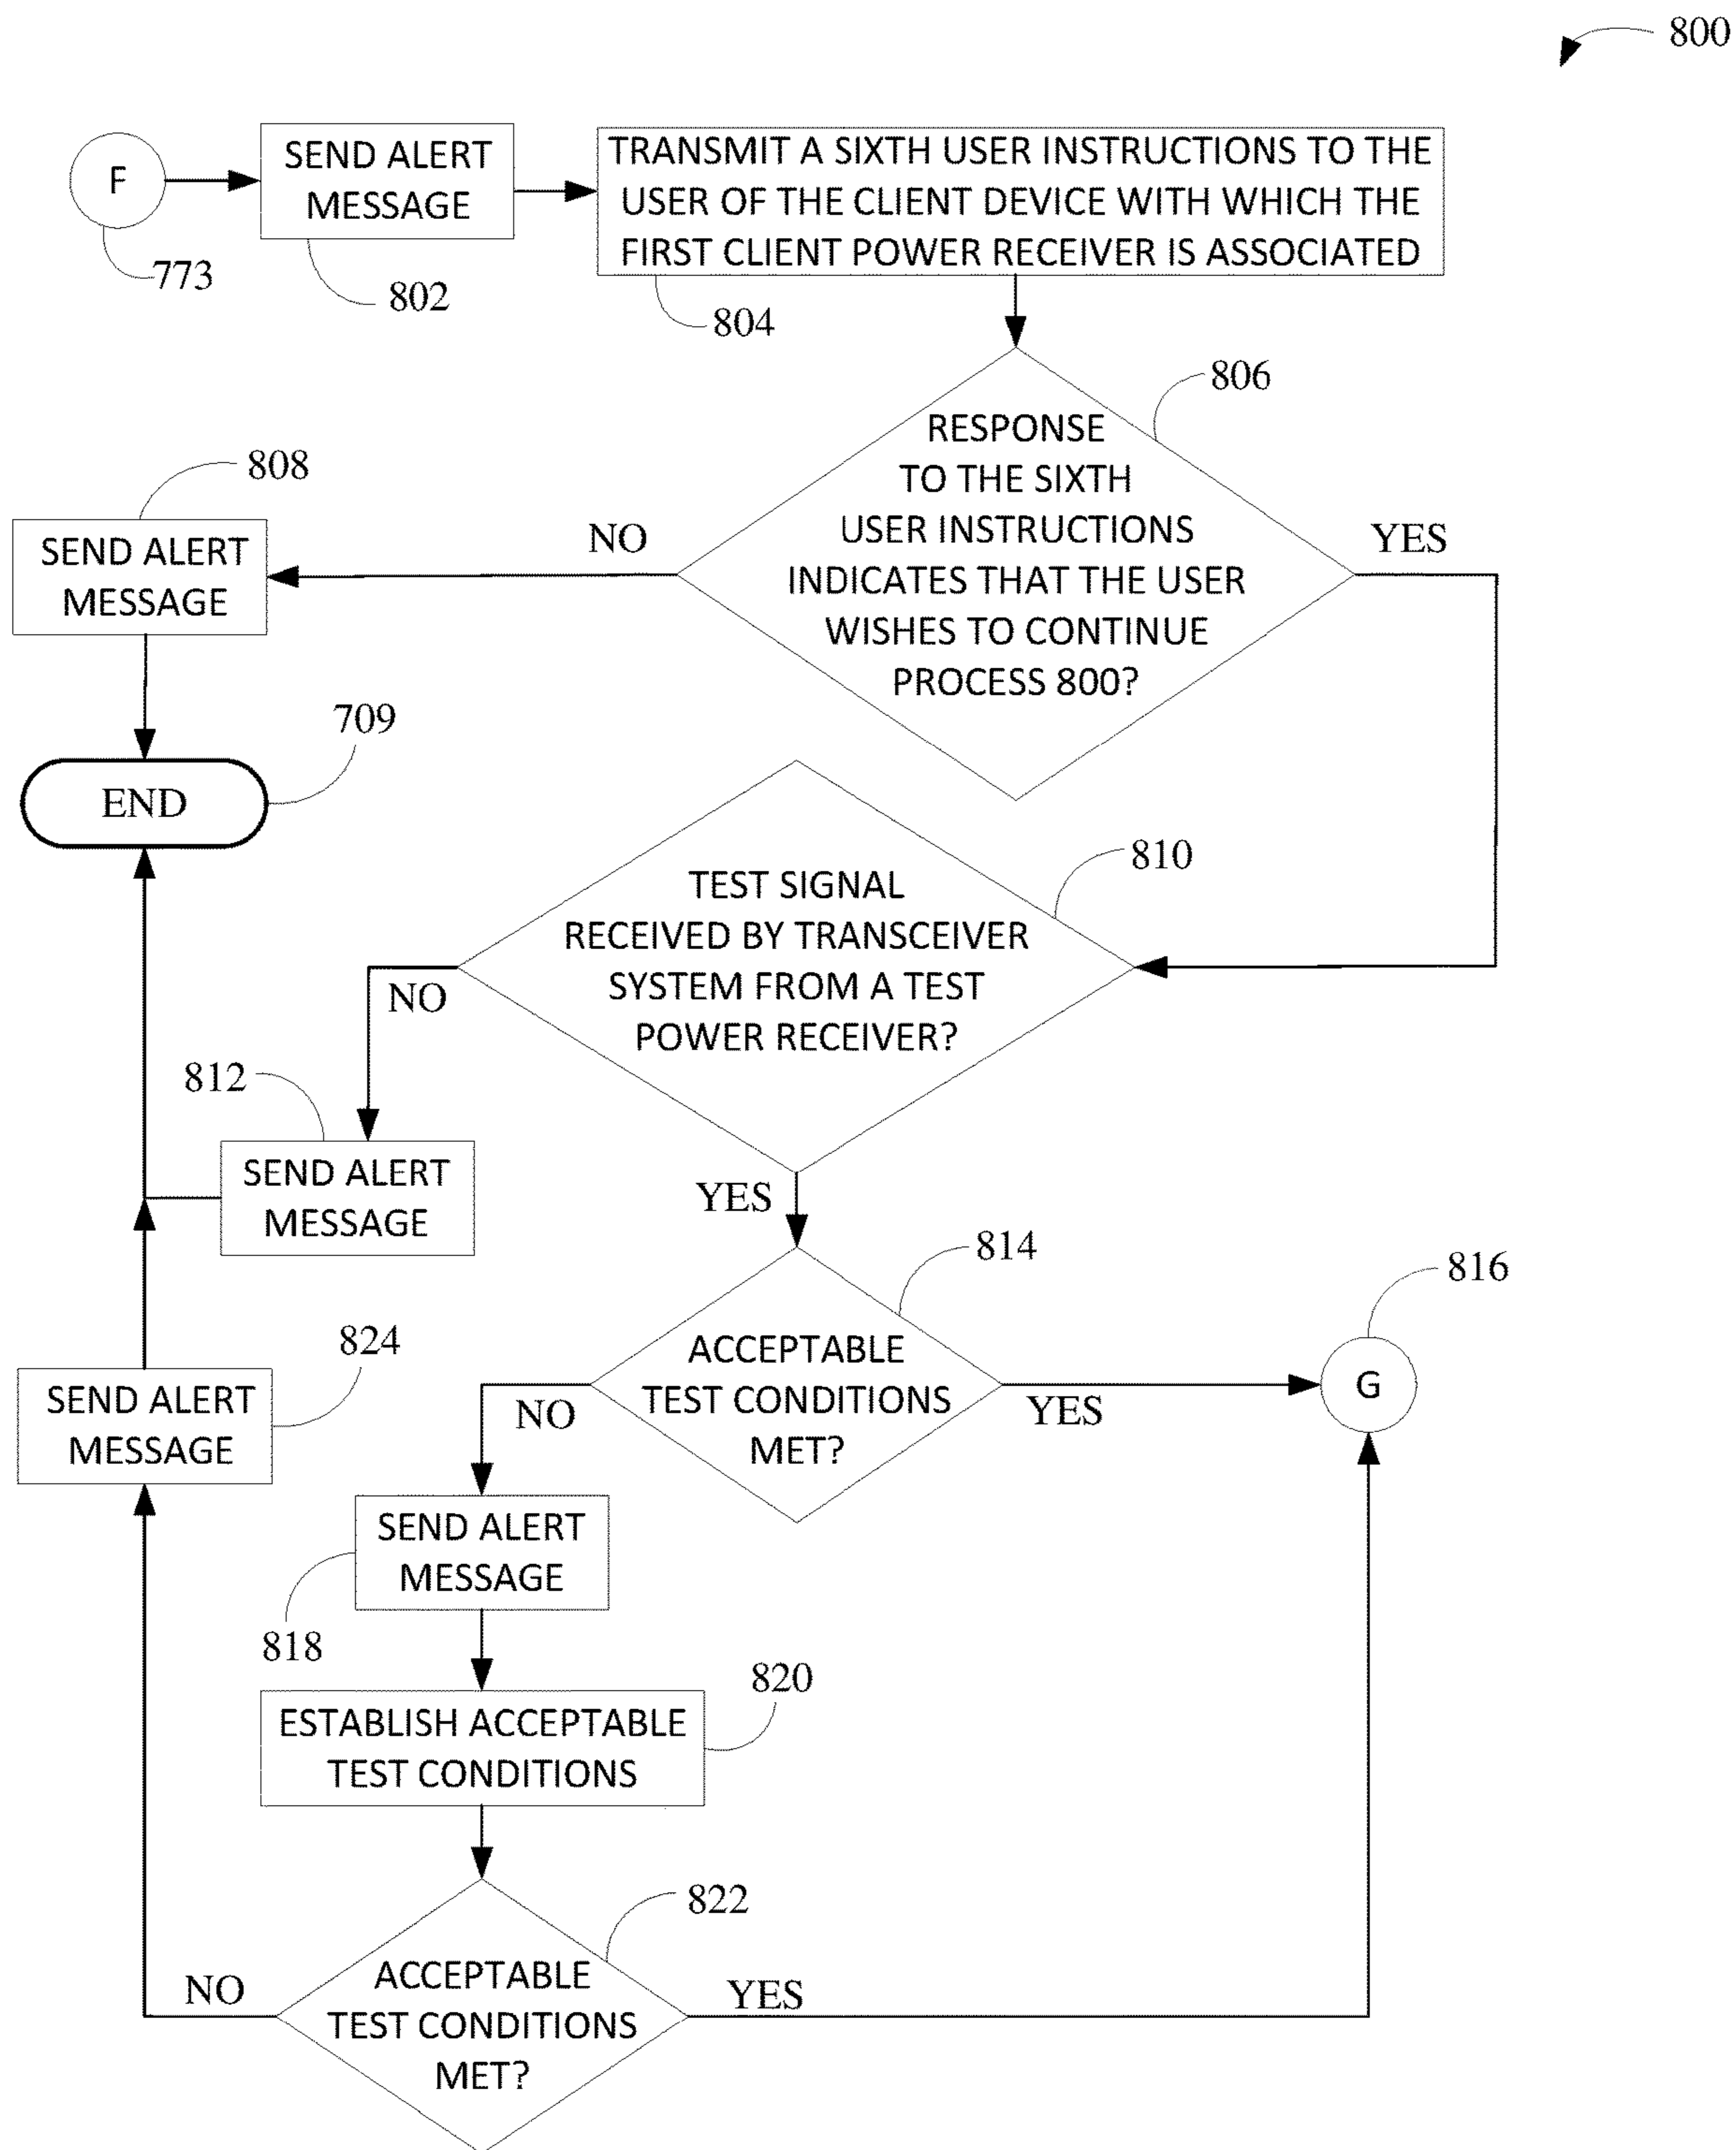 800
F
773
SEND ALERT
MESSAGE
802
TRANSMIT A SIXTH USER INSTRUCTIONS TO THE
USER OF THE CLIENT DEVICE WITH WHICH THE
FIRST CLIENT POWER RECEIVER IS ASSOCIATED
804
806
RESPONSE
TO THE SIXTH
USER INSTRUCTIONS
INDICATES THAT THE USER
WISHES TO CONTINUE
PROCESS 800?
NO
YES
808
SEND ALERT
MESSAGE
709
END
810
TEST SIGNAL
RECEIVED BY TRANSCEIVER
SYSTEM FROM A TEST
POWER RECEIVER?
NO
YES
812
SEND ALERT
MESSAGE
814
ACCEPTABLE
TEST CONDITIONS
MET?
NO
YES
816
G
824
SEND ALERT
MESSAGE
SEND ALERT
MESSAGE
818
820
ESTABLISH ACCEPTABLE
TEST CONDITIONS
822
ACCEPTABLE
TEST CONDITIONS
MET?
NO
YES